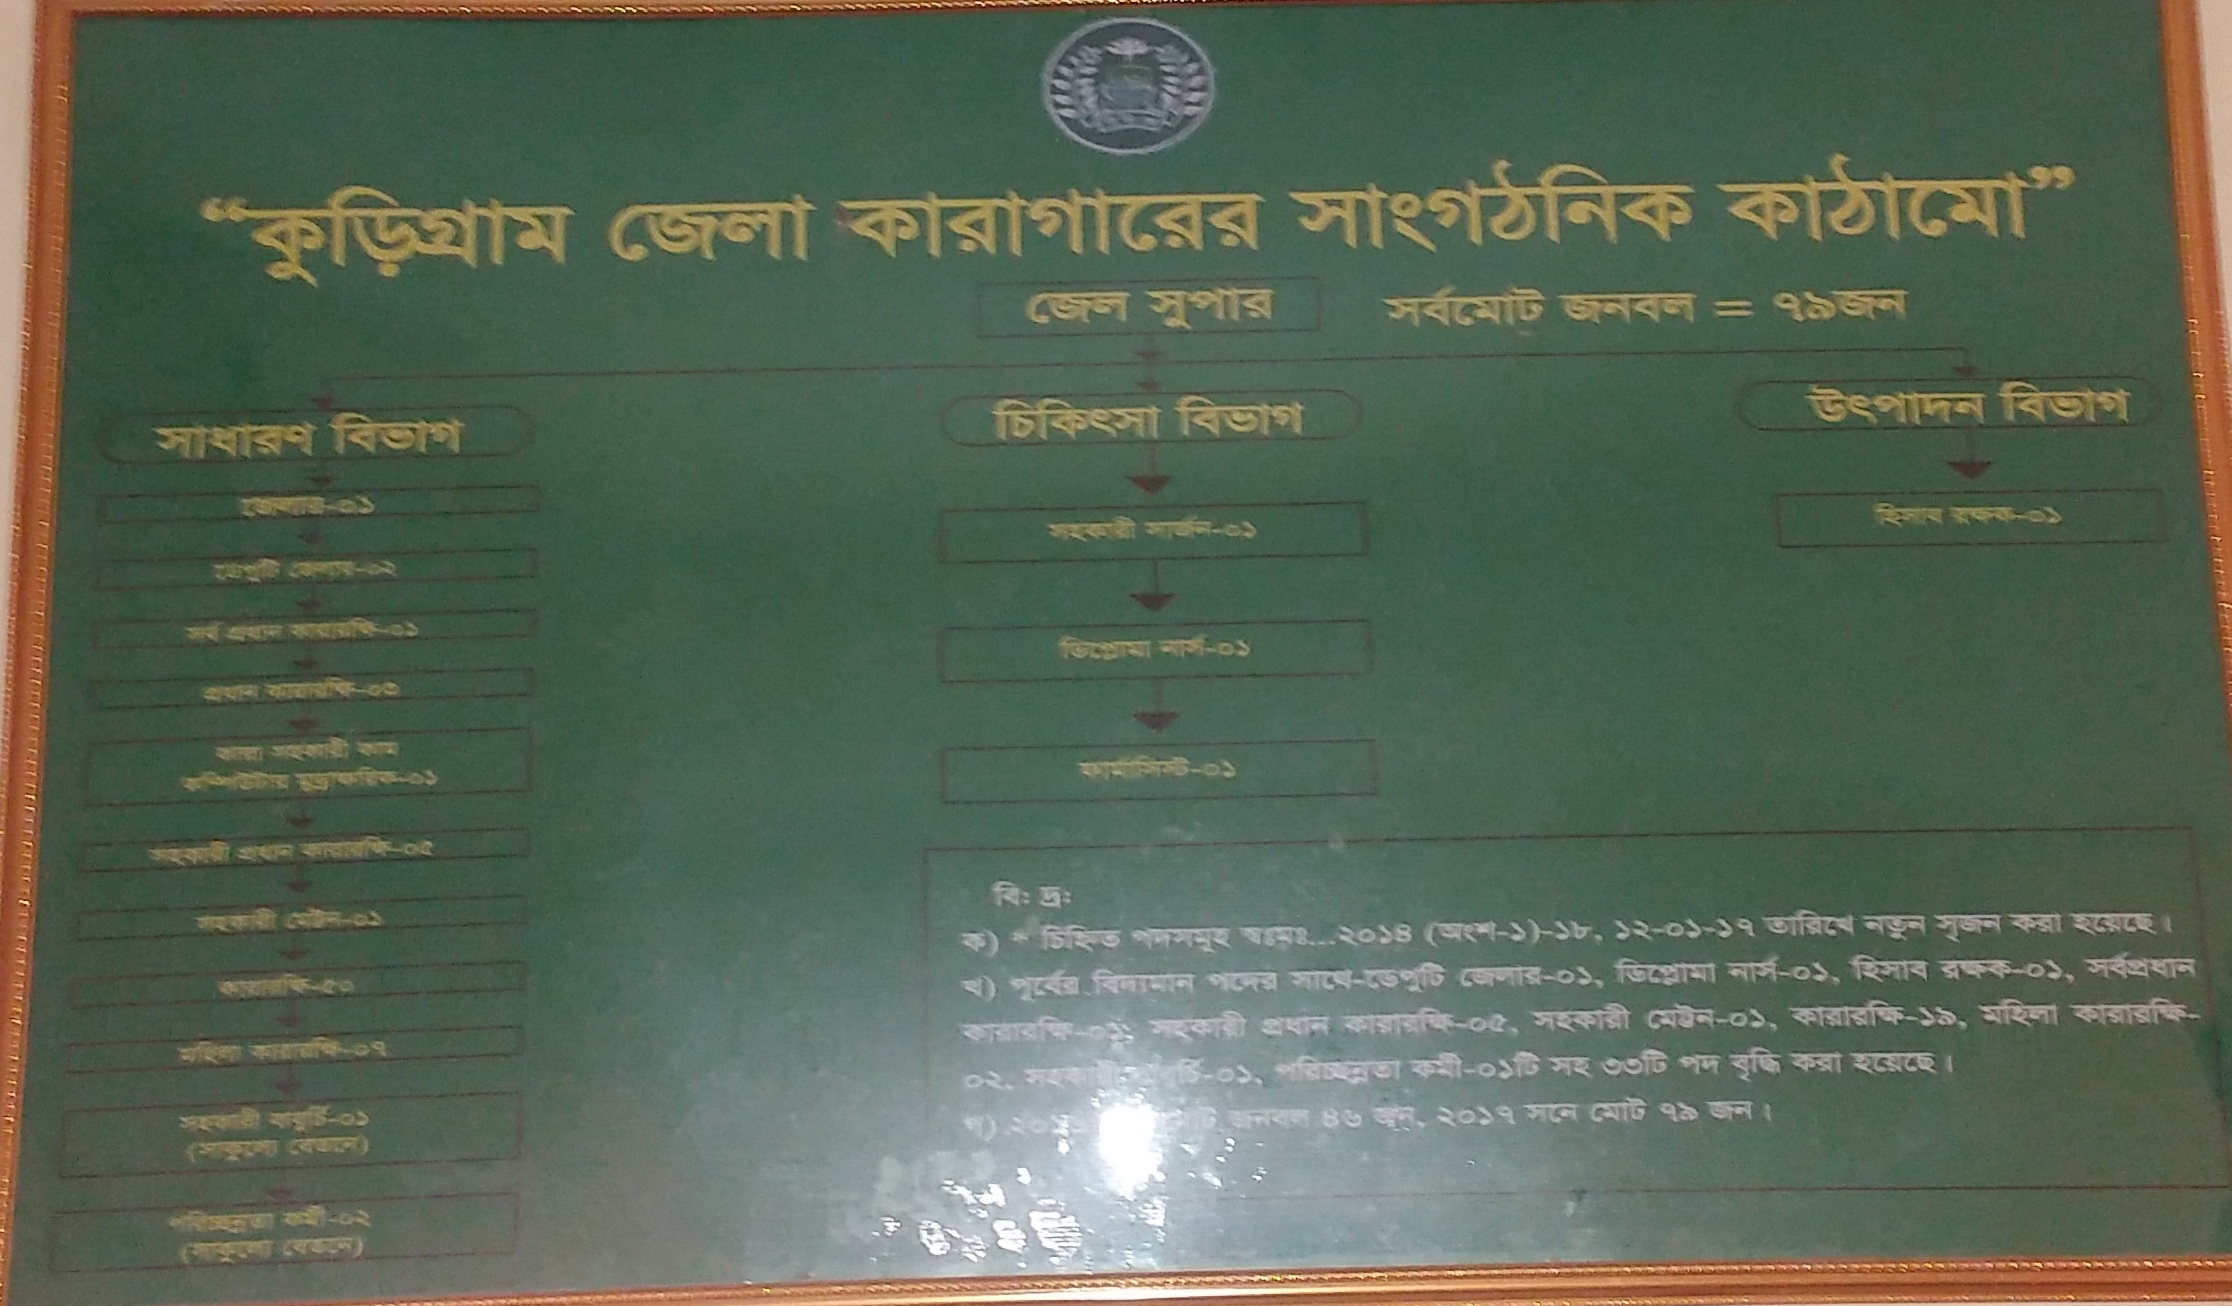 “কুড়িগ্রাম জেলা কারাগারের সাংগঠনিক কাঠামো”
জেল সুপার
সর্বমোট জনবল = ৭৯জন
সাধারণ বিভাগ
জেলার-০১
ডেপুটি জেলার-০২
সর্ব প্রধান কারারক্ষি-০১
প্রধান কারারক্ষি-০৩
কারা সহকারী কাম
কম্পিউটার মুদ্রাক্ষরিক-০১
সহকারী প্রধান কারারক্ষি-০৫
সহকারী মেট্রন-০১
কারারক্ষি-৫০
মহিলা কারারক্ষি-০৭
সহকারী বাবুর্চি-০১
(সাকুল্যে বেতনে)
পরিচ্ছন্নতা কর্মী-০২
(সাকুল্যে বেতনে)
চিকিৎসা বিভাগ
সহকারী সার্জন-০১
ডিপ্লোমা নার্স-০১
ফার্মাসিস্ট-০১
উৎপাদন বিভাগ
হিসাব রক্ষক-০১
বি: দ্র:
ক) * চিহ্নিত পদসমূহ স্বঃমঃ...২০১৪ (অংশ-১)-১৮, ১২-০১-১৭ তারিখে নতুন সৃজন করা হয়েছে।
খ) পূর্বের বিদ্যমান পদের সাথে-ডেপুটি জেলার-০১, ডিপ্লোমা নার্স-০১, হিসাব রক্ষক-০১, সর্বপ্রধান
কারারক্ষি-০১, সহকারী প্রধান কারারক্ষি-০৫, সহকারী মেট্রন-০১, কারারক্ষি-১৯, মহিলা কারারক্ষি-
০২, সহকারী বাবুর্চি-০১, পরিচ্ছন্নতা কর্মী-০১টি সহ ৩৩টি পদ বৃদ্ধি করা হয়েছে।
গ) জনবল ৪৬ জন, ২০১৭ সনে মোট ৭৯ জন।